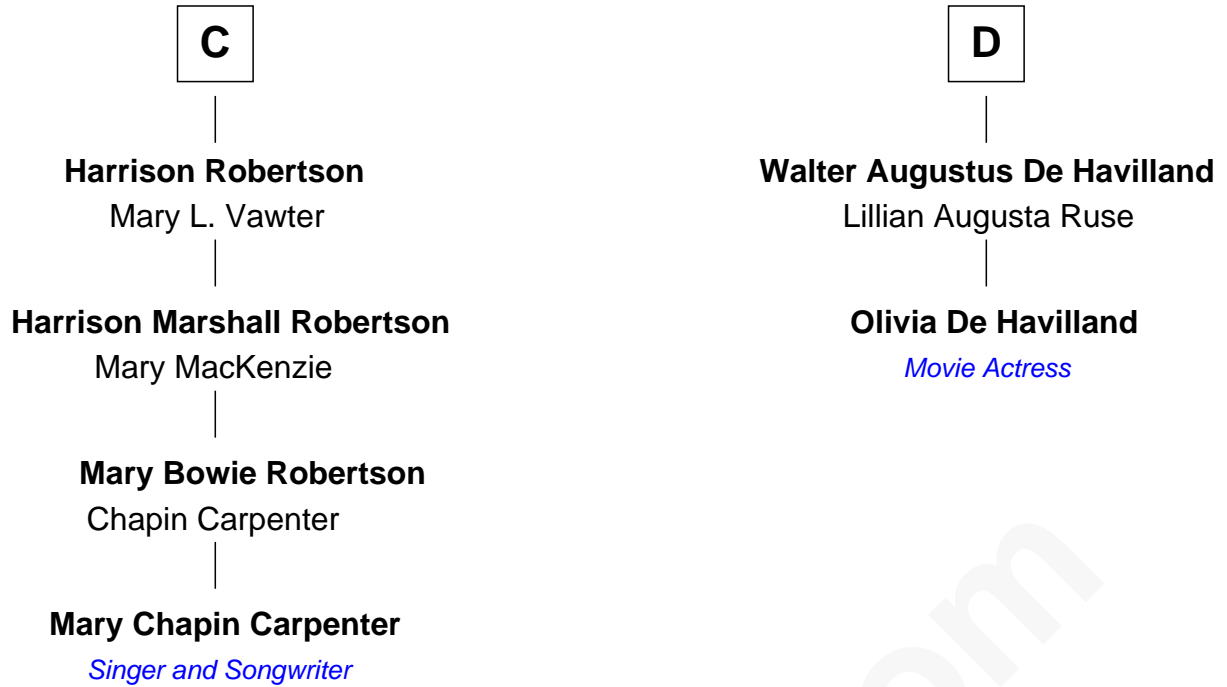 C
Harrison Robertson
Mary L. Vawter
Harrison Marshall Robertson
Mary MacKenzie
Mary Bowie Robertson
Chapin Carpenter
Mary Chapin Carpenter
Singer and Songwriter
D
Walter Augustus De Havilland
Lillian Augusta Ruse
Olivia De Havilland
Movie Actress
om